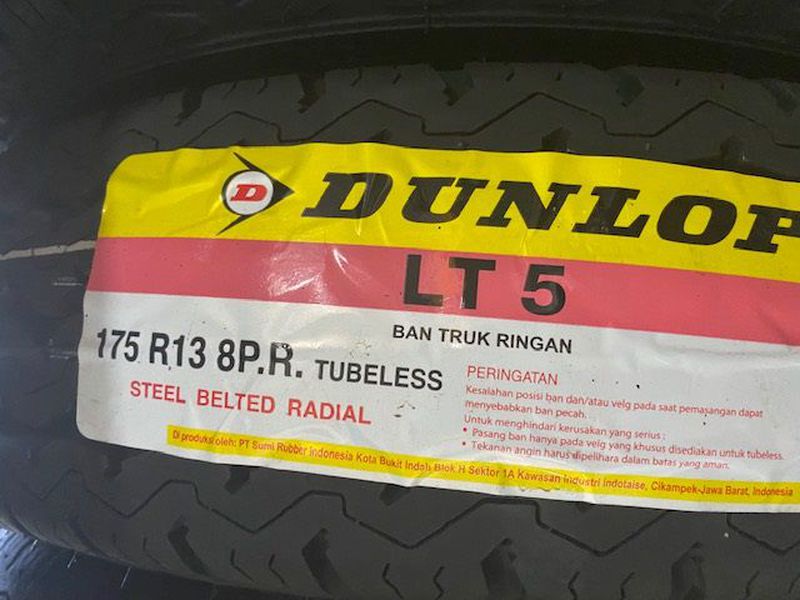 D DUNLOP
LT 5
BAN TRUK RINGAN
175 R13 8P.R. TUBELESS
STEEL BELTED RADIAL
PERINGATAN
Kesalahan posisi ban dan/atau velg pada saat pemasangan dapat
menyebabkan ban pecah.
Untuk menghindari kerusakan yang serius :
• Pasang ban hanya pada velg yang khusus disediakan untuk tubeless.
• Tekanan angin harus dipelihara dalam batas yang aman.
Di produksi oleh: PT Sumi Rubber Indonesia Kota Bukit Indah Blok H Sektor 1A Kawasan Industri Indotaise, Cikampek-Jawa Barat, Indonesia